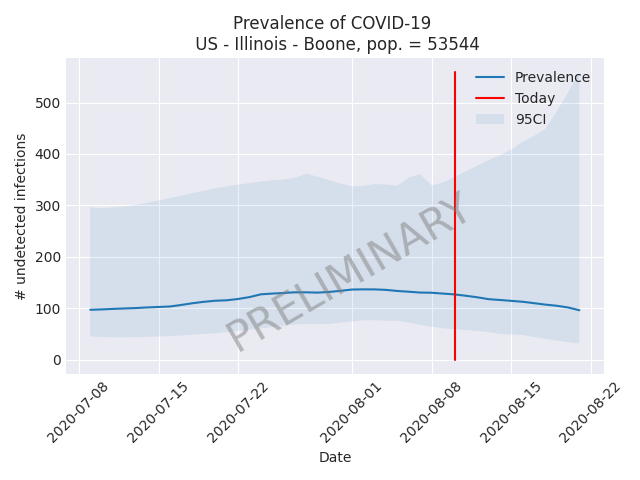 Prevalence of COVID-19
US - Illinois - Boone, pop. = 53544
Prevalence
Today
95CI
# undetected infections
500
400
300
200
100
0
PRELIMINARY
2020-07-08
2020-07-15
2020-07-22
2020-08-01
2020-08-08
2020-08-15
2020-08-22
Date